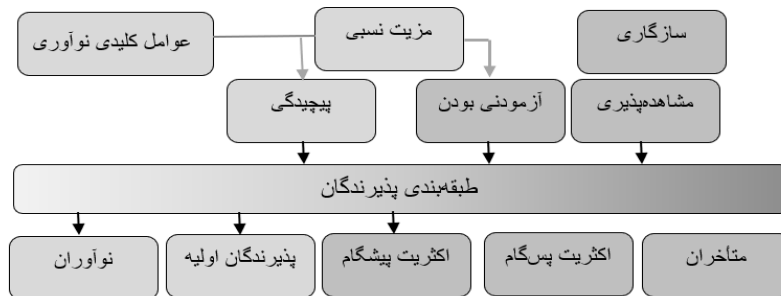 سازگاری
مزیت نسبی
عوامل کلیدی نوآوری
مشاهده‌پذیری
آزمودنی بودن
پیچیدگی
طبقه‌بندی پذیرندگان
متأخران
اکثریت پس‌گام
اکثریت پیشگام
پذیرندگان اولیه
نوآوران